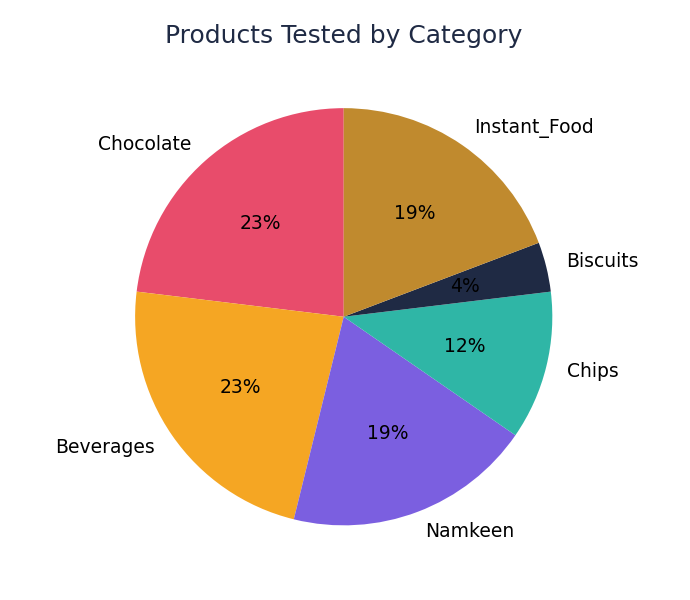 Products Tested by Category
Chocolate
23%
Beverages
23%
Namkeen
19%
Chips
12%
Biscuits
4%
Instant_Food
19%